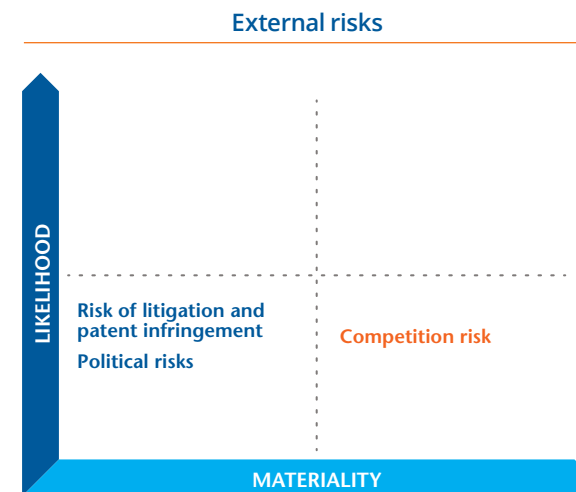 External risks
LIKELIHOOD
Risk of litigation and
patent infringement
Political risks
Competition risk
MATERIALITY